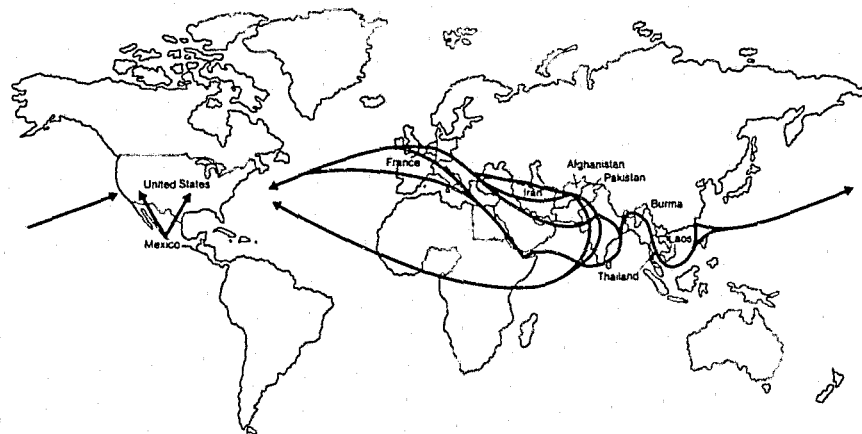 France
Afghanistan
Pakistan
Iran
United States
Burma
Mexico
Laos
Thailand